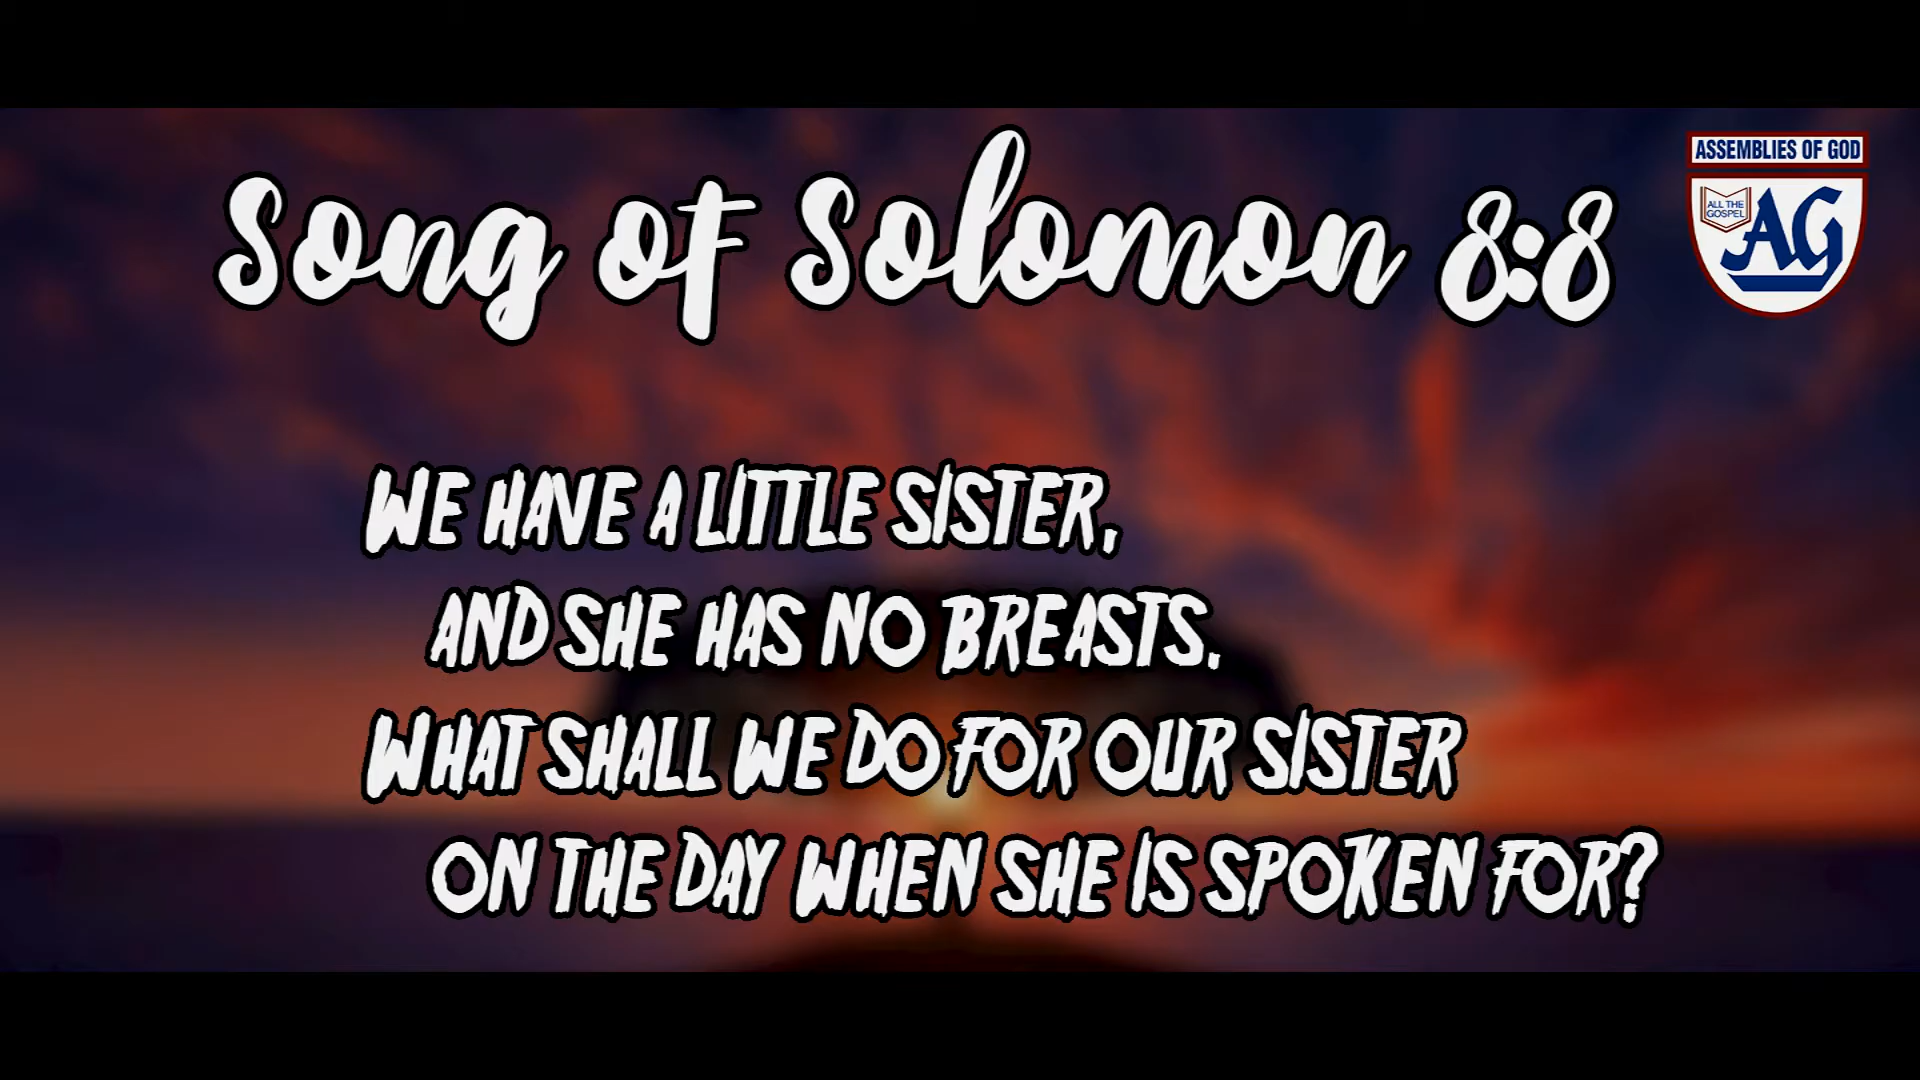 Song of Solomon 8:8
ASSEMBLIES OF GOD
ALL THE
GOSPEL
AG
WE HAVE A LITTLE SISTER,
AND SHE HAS NO BREASTS.
WHAT SHALL WE DO FOR OUR SISTER
ON THE DAY WHEN SHE IS SPOKEN FOR?